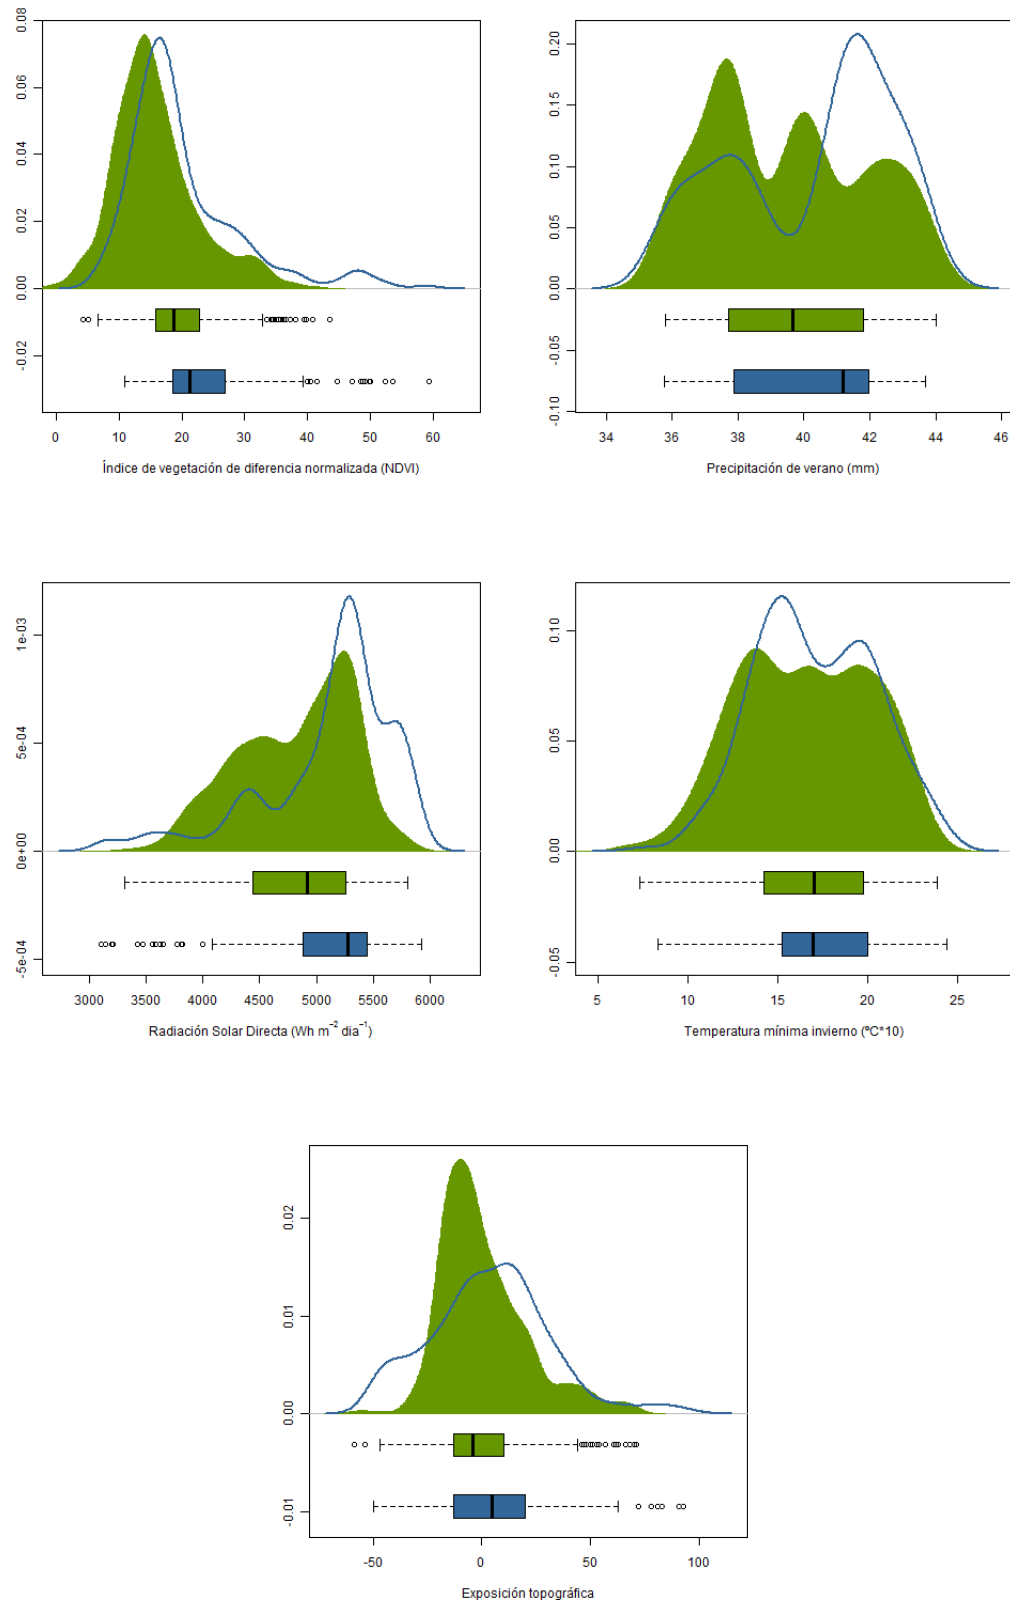 0.08
0.06
0.04
0.02
0.00
-0.02
0 10 20 30 40 50 60
Índice de vegetación de diferencia normalizada (NDVI)
0.20
0.15
0.10
0.05
0.00
-0.05
-0.10
34 36 38 40 42 44 46
Precipitación de verano (mm)
1e-03
5e-04
0e+00
-5e-04
3000 3500 4000 4500 5000 5500 6000
Radiación Solar Directa (Wh m⁻² dia⁻¹)
0.10
0.05
0.00
-0.05
5 10 15 20 25
Temperatura mínima invierno (ºC*10)
0.02
0.01
0.00
-0.01
-50 0 50 100
Exposición topográfica